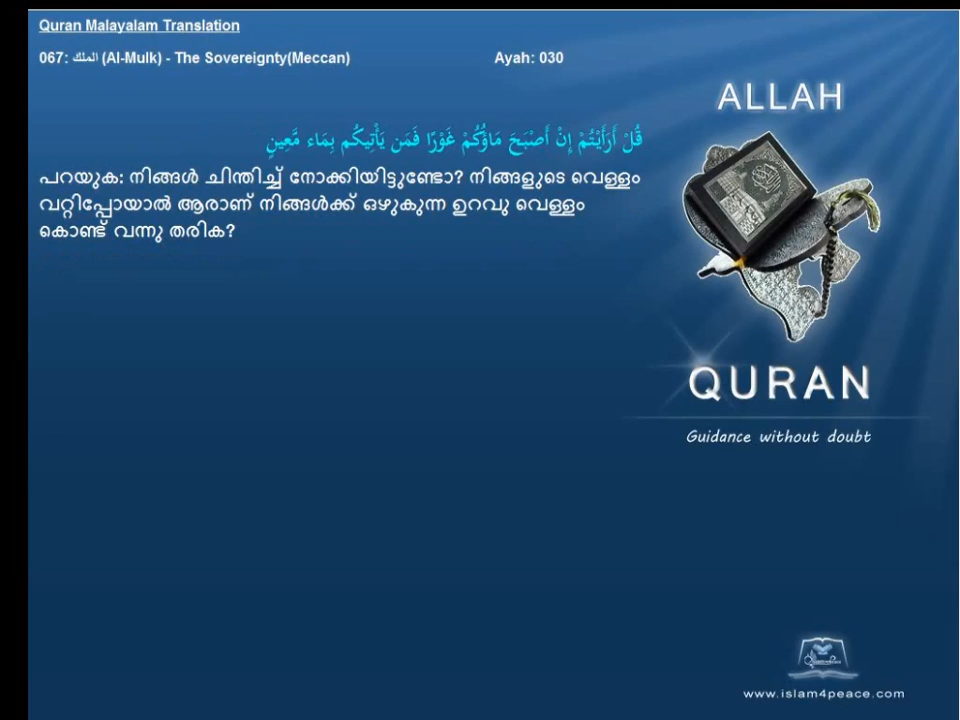 Quran Malayalam Translation
067: الملك (Al-Mulk) - The Sovereignty(Meccan) Ayah: 030
قُلْ أَرَأَيْتُمْ إِنْ أَصْبَحَ مَاؤُكُمْ غَوْرًا فَمَن يَأْتِيكُم بِمَاء مَّعِينٍ
പറയുക: നിങ്ങൾ ചിന്തിച്ച് നോക്കിയിട്ടുണ്ടോ? നിങ്ങളുടെ വെള്ളം
വറ്റിപ്പോയാൽ ആരാണ് നിങ്ങൾക്ക് ഒഴുകുന്ന ഉറവു വെള്ളം
കൊണ്ട് വന്നു തരിക?
ALLAH
QURAN
Guidance without doubt
www.islam4peace.com